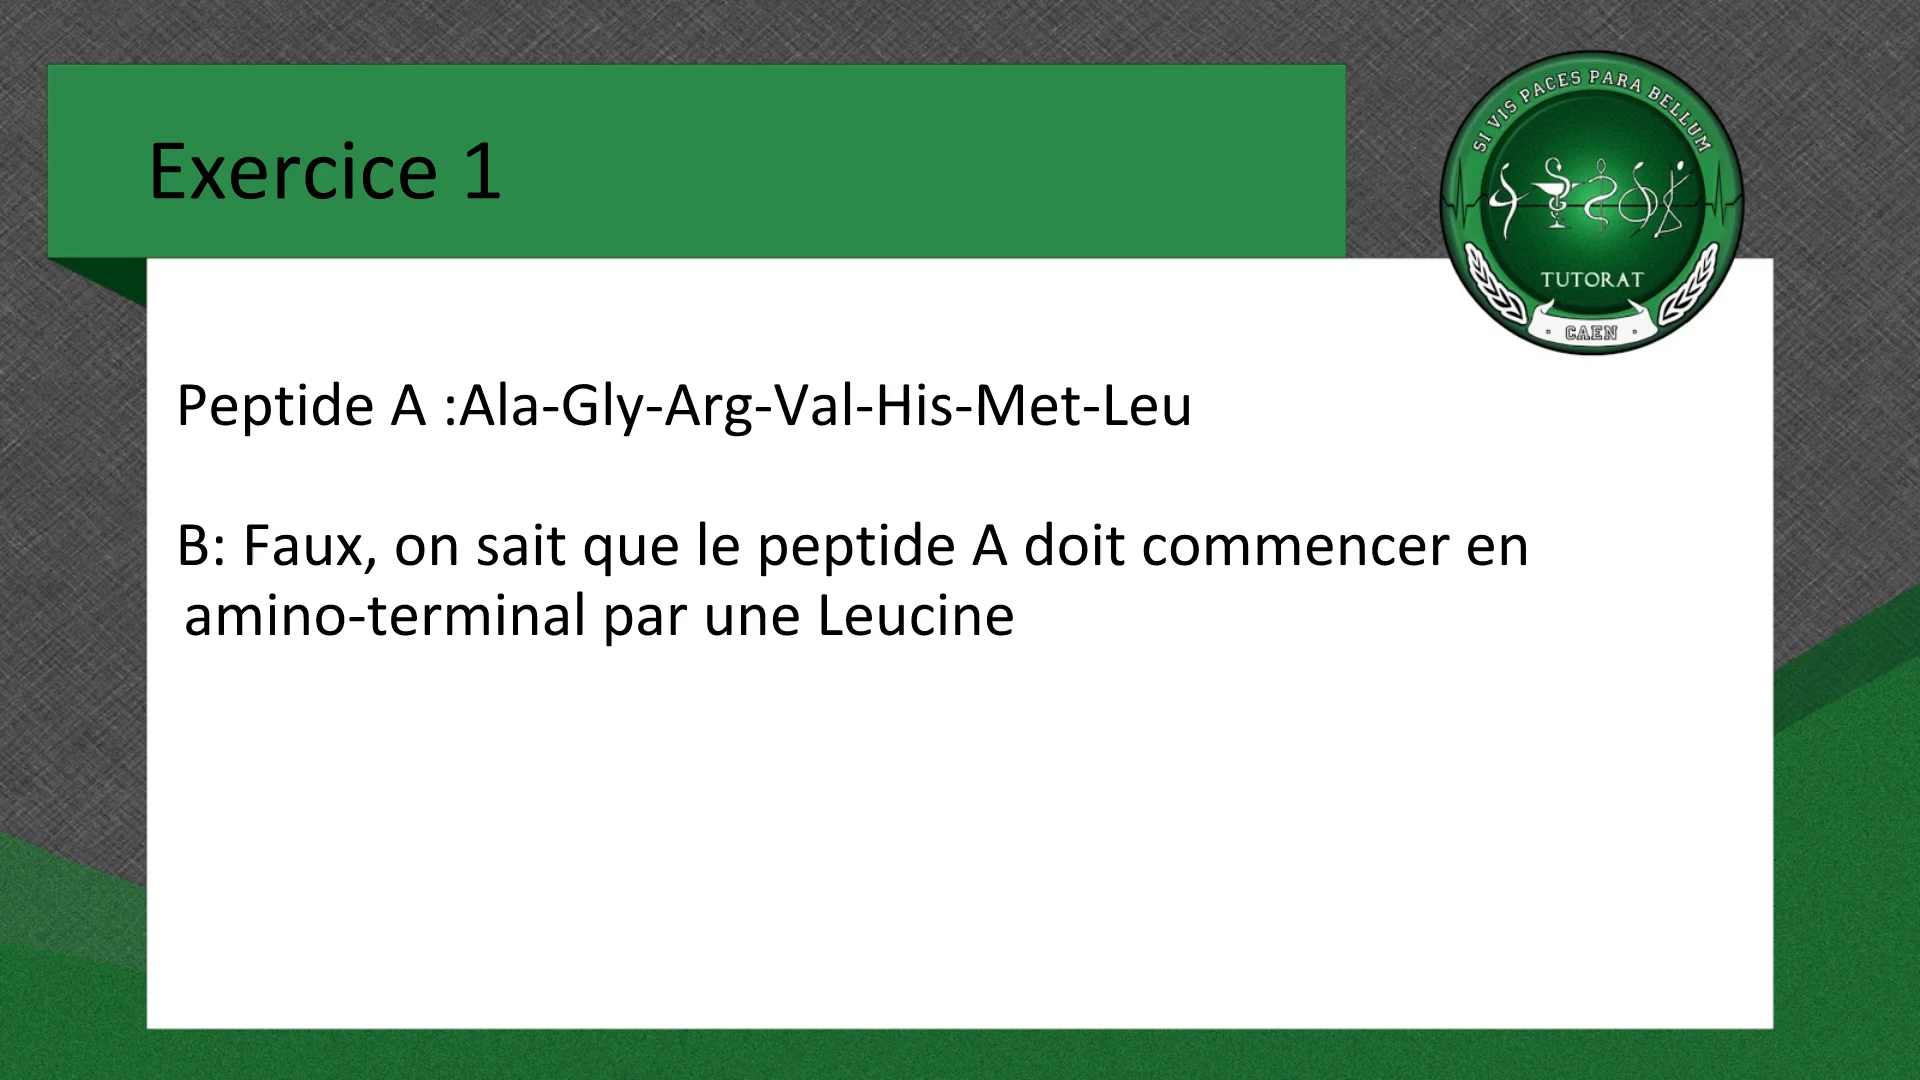 Exercice 1
SI VIS PACES PARA BELLUM
TUTORAT
· CAEN ·
Peptide A :Ala-Gly-Arg-Val-His-Met-Leu
B: Faux, on sait que le peptide A doit commencer en
amino-terminal par une Leucine